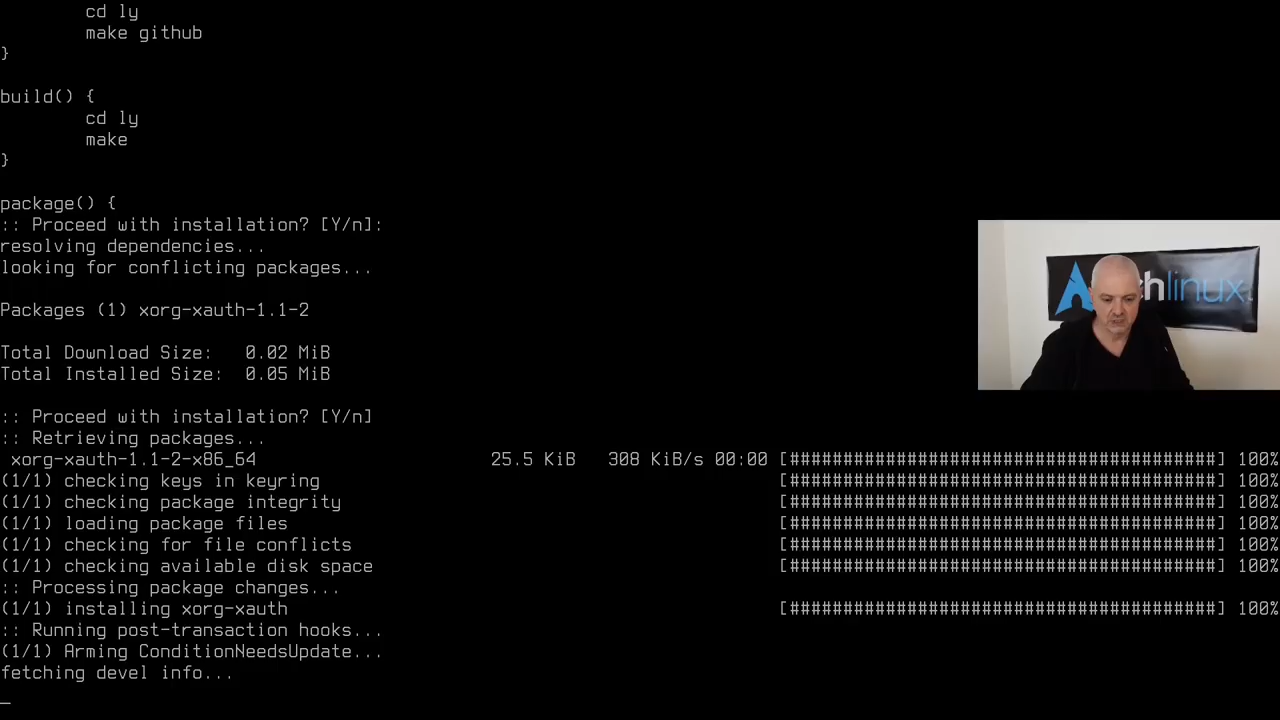 cd ly
make github
}
build() {
cd ly
make
}
package() {
:: Proceed with installation? [Y/n]:
resolving dependencies...
looking for conflicting packages...
Packages (1) xorg-xauth-1.1-2
Total Download Size:   0.02 MiB
Total Installed Size:  0.05 MiB
:: Proceed with installation? [Y/n]
:: Retrieving packages...
xorg-xauth-1.1-2-x86_64 25.5 KiB 308 KiB/s 00:00 [########################################] 100%
(1/1) checking keys in keyring [########################################] 100%
(1/1) checking package integrity [########################################] 100%
(1/1) loading package files [########################################] 100%
(1/1) checking for file conflicts [########################################] 100%
(1/1) checking available disk space [########################################] 100%
:: Processing package changes...
(1/1) installing xorg-xauth [########################################] 100%
:: Running post-transaction hooks...
(1/1) Arming ConditionNeedsUpdate...
fetching devel info...
_
chlinux